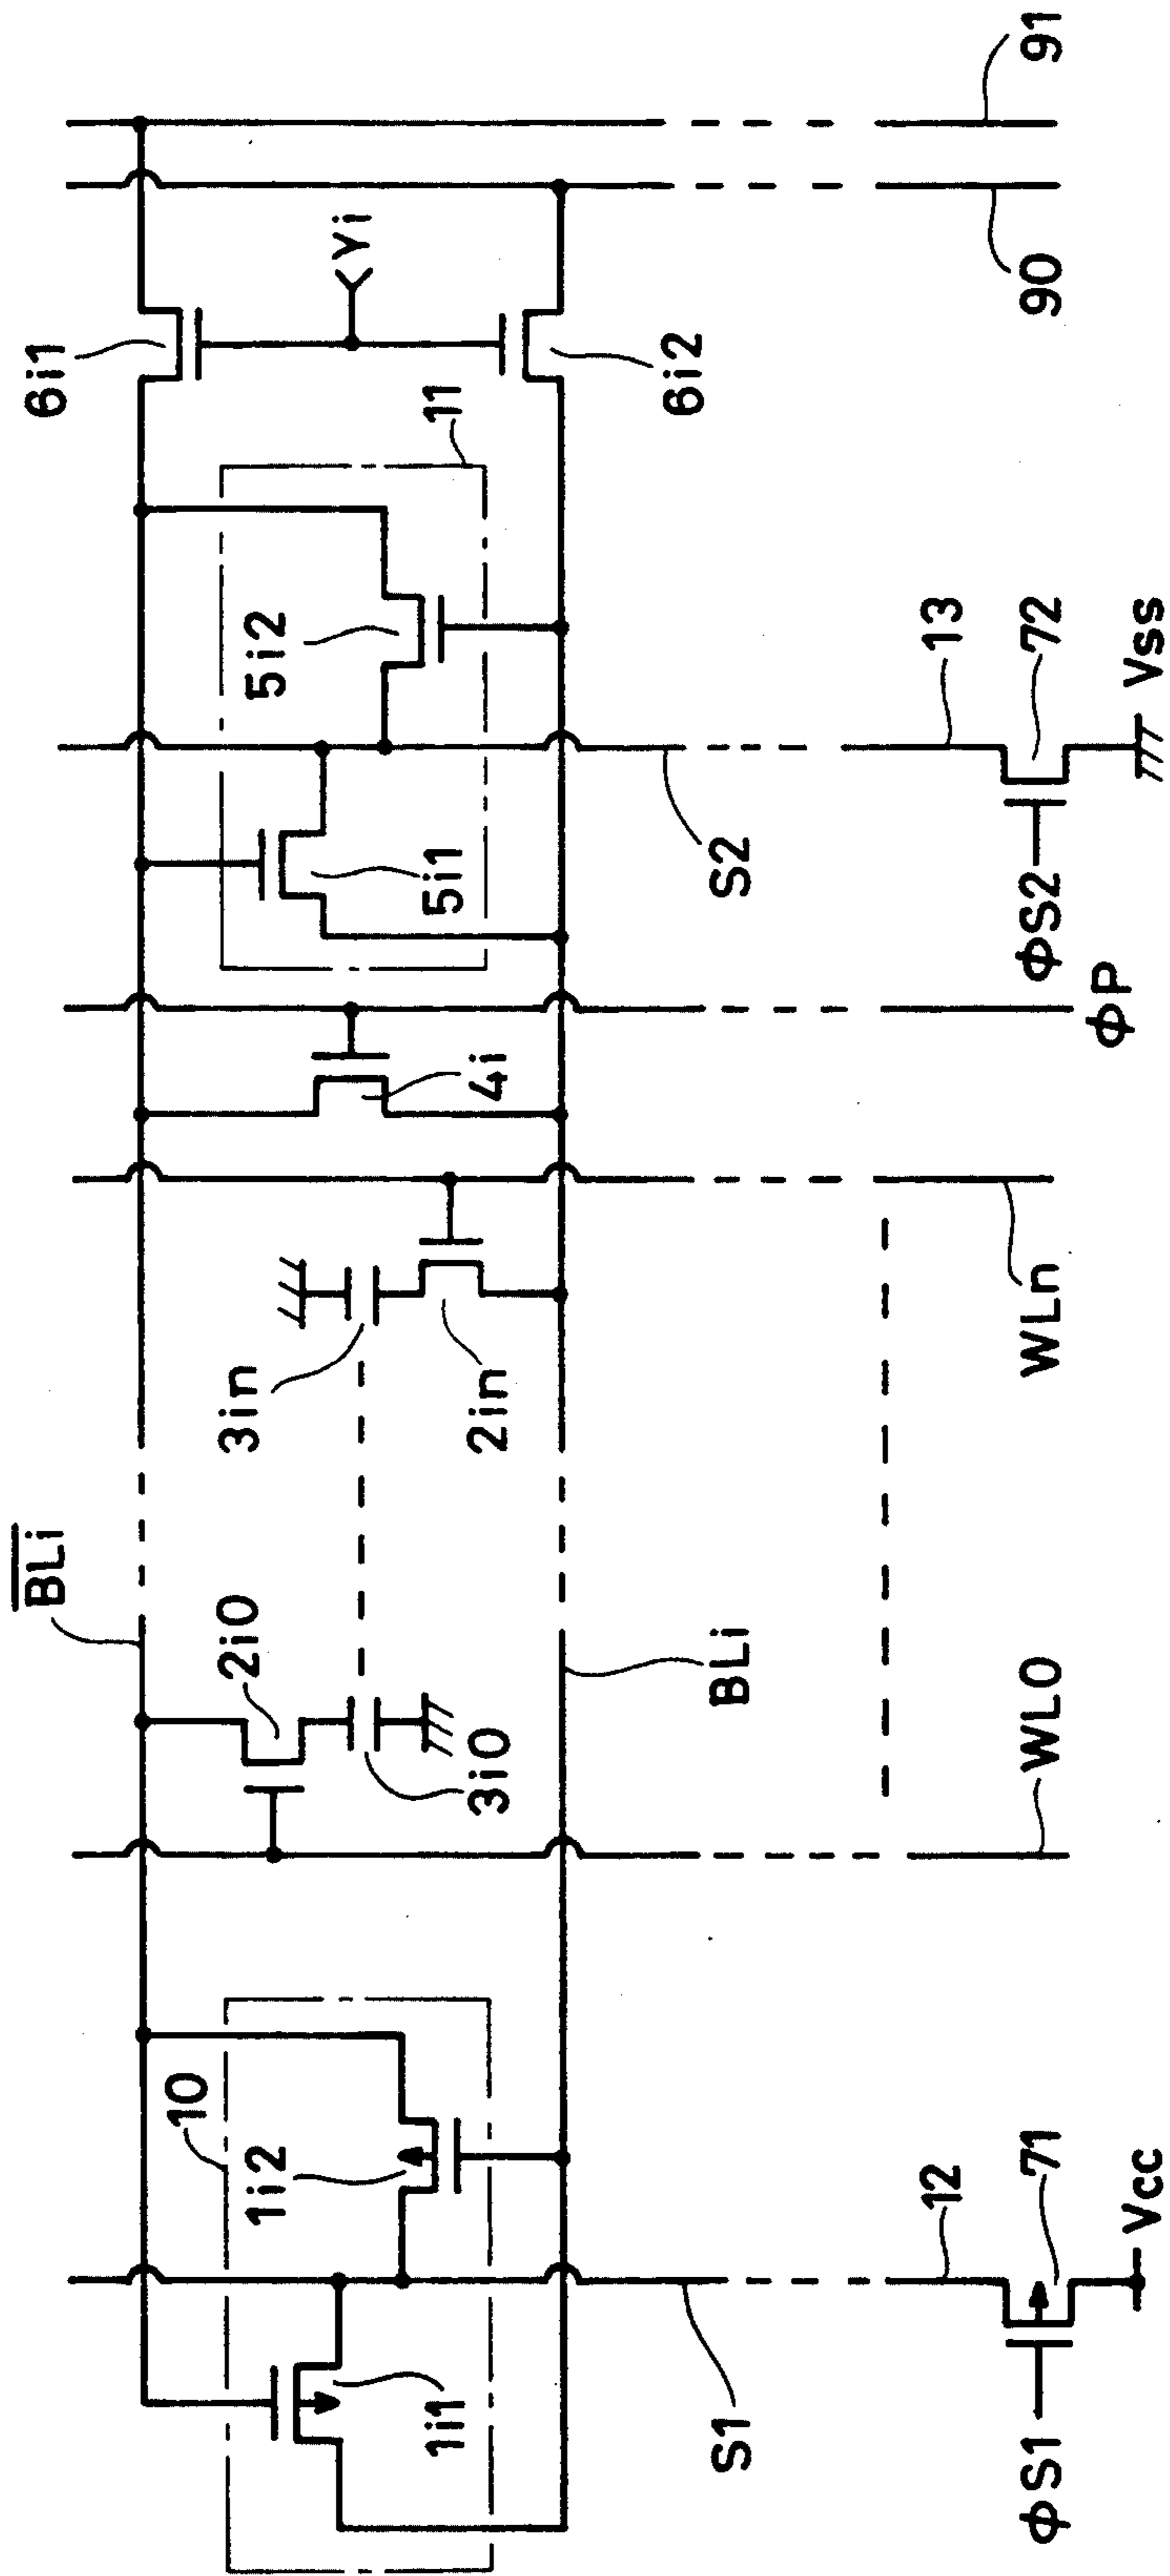 B̅L̅i̅
6i1
10
2i0
3in
4i
5i2
11
Yi
1i2
1i1
3i0
2in
5i1
6i2
BLi
S1
S2
12
13
90
91
ϕS1
71
WL0
WLn
ϕP
ϕS2
72
Vcc
Vss